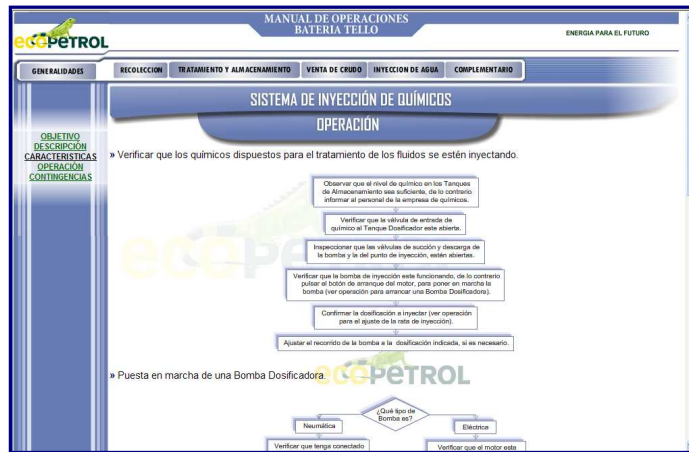 MANUAL DE OPERACIONES
BATERIA TELLO
ecopetrol
ENERGIA PARA EL FUTURO
GENERALIDADES
RECOLECCION
TRATAMIENTO Y ALMACENAMIENTO
VENTA DE CRUDO
INYECCION DE AGUA
COMPLEMENTARIO
SISTEMA DE INYECCIÓN DE QUÍMICOS
OPERACIÓN
OBJETIVO
DESCRIPCIÓN
CARACTERISTICAS
OPERACIÓN
CONTINGENCIAS
» Verificar que los químicos dispuestos para el tratamiento de los fluidos se estén inyectando.
Observar que el nivel de químico en los Tanques
de Almacenamiento sea suficiente, de lo contrario
informar al personal de la empresa de químicos.
Verificar que la válvula de entrada de
químico al Tanque Dosificador este abierta.
Inspeccionar que las válvulas de succión y descarga de
la bomba y la del punto de inyección, estén abiertas.
Verificar que la bomba de inyección este funcionando, de lo contrario
pulsar el botón de arranque del motor, para poner en marcha la
bomba (ver operación para arrancar una Bomba Dosificadora).
Confirmar la dosificación a inyectar (ver operación
para el ajuste de la rata de inyección).
Ajustar el recorrido de la bomba a la dosificación indicada, si es necesario.
» Puesta en marcha de una Bomba Dosificadora.
ecopetrol
¿Qué tipo de
Bomba es?
Neumática
Eléctrica
Verificar que tenga conectado
Verificar que el motor este